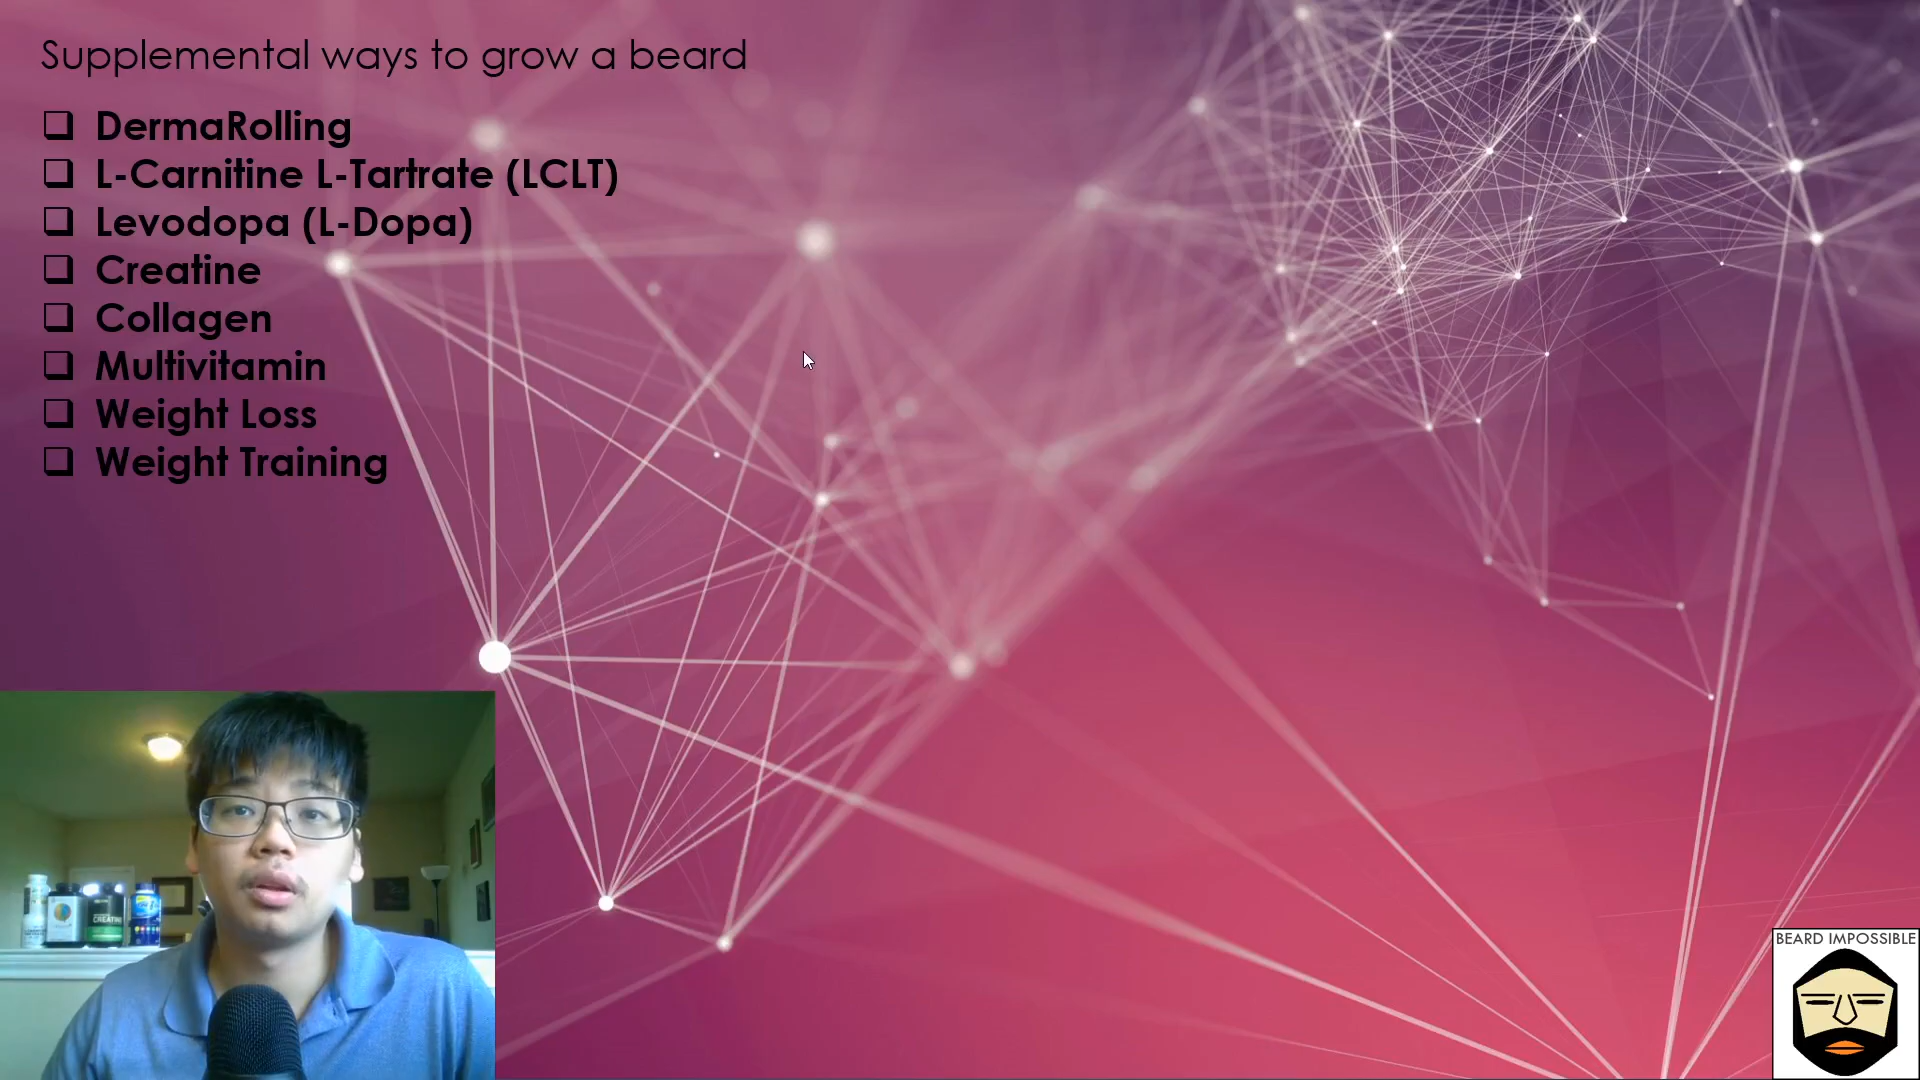 Supplemental ways to grow a beard
❑ DermaRolling
❑ L-Carnitine L-Tartrate (LCLT)
❑ Levodopa (L-Dopa)
❑ Creatine
❑ Collagen
❑ Multivitamin
❑ Weight Loss
❑ Weight Training
CREATINE
BEARD IMPOSSIBLE